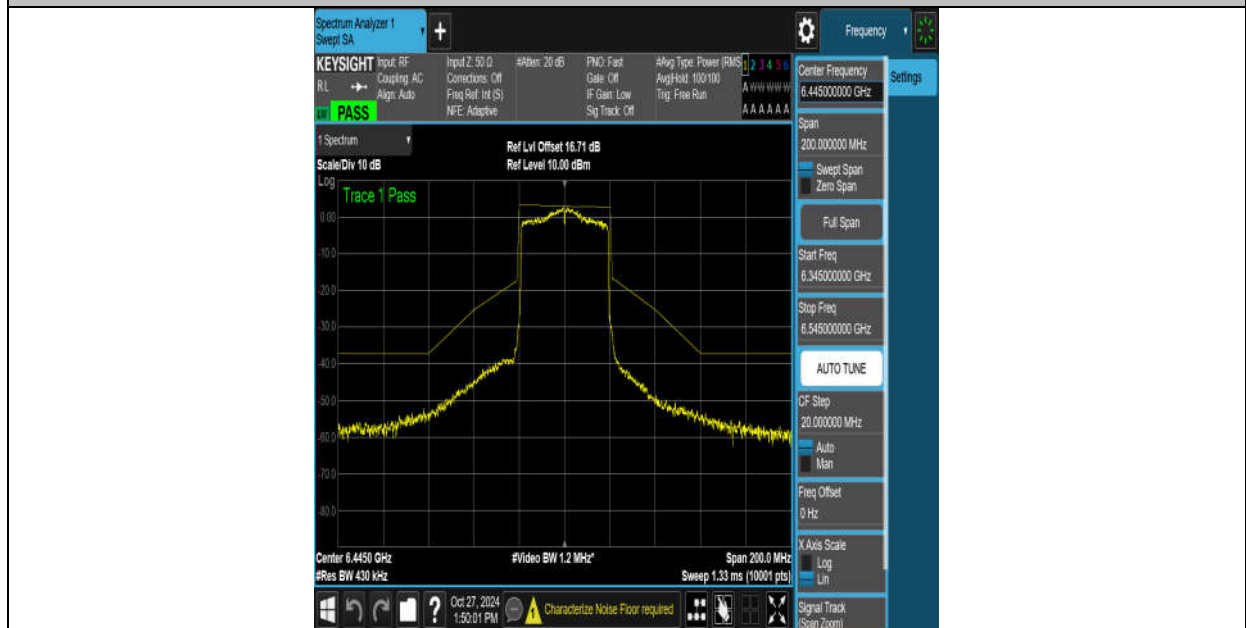 Spectrum Analyzer 1
Swept SA
+
Frequency
KEYSIGHT
RL
PASS
Input: RF
Coupling: AC
Align: Auto
Input Z: 50 Ω
Corrections: Off
Freq Ref: Int (S)
NFE: Adaptive
#Atten: 20 dB
PNO: Fast
Gate: Off
IF Gain: Low
Sig Track: Off
#Avg Type: Power (RMS
Avg|Hold: 100/100
Trig: Free Run
1 2 3 4 5 6
A W W W W W
A A A A A A
1 Spectrum
Scale/Div 10 dB
Log
Ref Lvl Offset 16.71 dB
Ref Level 10.00 dBm
Trace 1 Pass
0.00
-10.0
-20.0
-30.0
-40.0
-50.0
-60.0
-70.0
-80.0
Center 6.4450 GHz
#Res BW 430 kHz
#Video BW 1.2 MHz*
Span 200.0 MHz
Sweep 1.33 ms (10001 pts)
?
Oct 27, 2024
1:50:01 PM
Characterize Noise Floor required
Center Frequency
6.445000000 GHz
Settings
Span
200.000000 MHz
Swept Span
Zero Span
Full Span
Start Freq
6.345000000 GHz
Stop Freq
6.545000000 GHz
AUTO TUNE
CF Step
20.000000 MHz
Auto
Man
Freq Offset
0 Hz
X Axis Scale
Log
Lin
Signal Track
(Span Zoom)